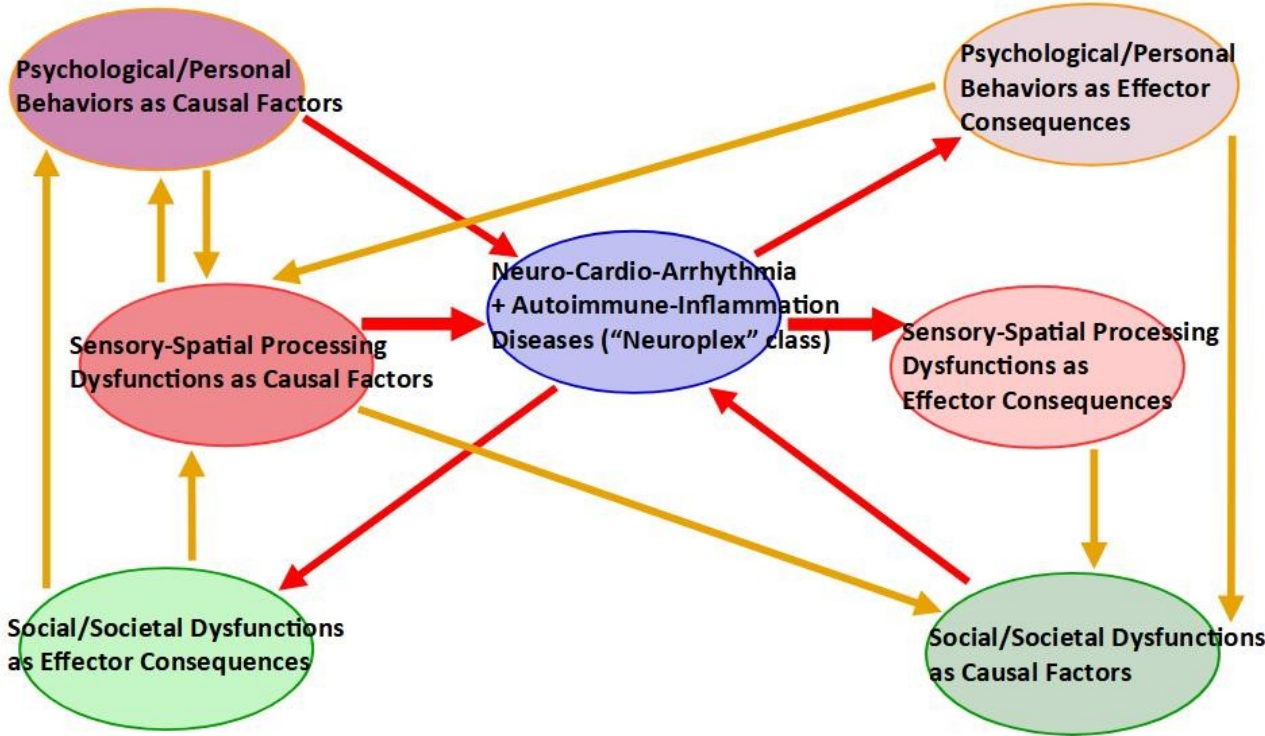 Psychological/Personal
Behaviors as Causal Factors
Psychological/Personal
Behaviors as Effector
Consequences
Neuro-Cardio-Arrhythmia
+ Autoimmune-Inflammation
Diseases (“Neuroplex” class)
Sensory-Spatial Processing
Dysfunctions as Causal Factors
Sensory-Spatial Processing
Dysfunctions as
Effector Consequences
Social/Societal Dysfunctions
as Effector Consequences
Social/Societal Dysfunctions
as Causal Factors